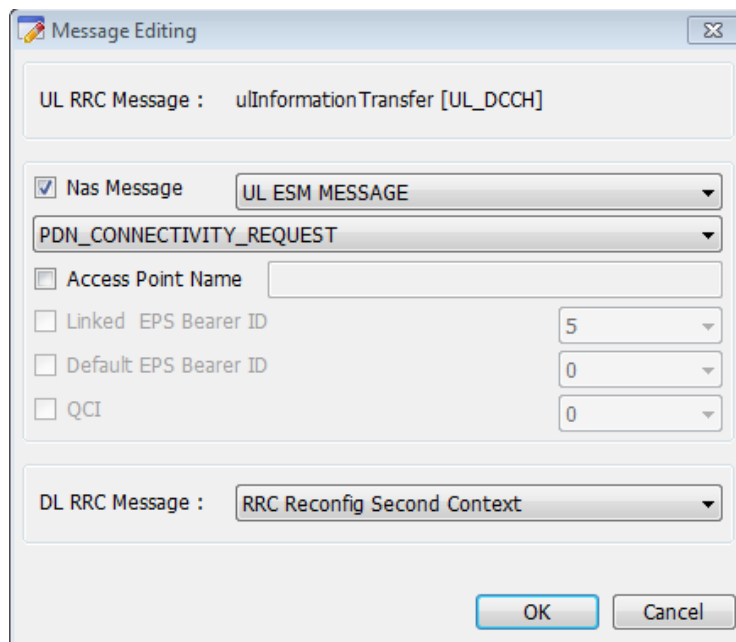 Message Editing
UL RRC Message : ulInformationTransfer [UL_DCCH]
Nas Message UL ESM MESSAGE
PDN_CONNECTIVITY_REQUEST
Access Point Name
Linked EPS Bearer ID 5
Default EPS Bearer ID 0
QCI 0
DL RRC Message : RRC Reconfig Second Context
OK Cancel